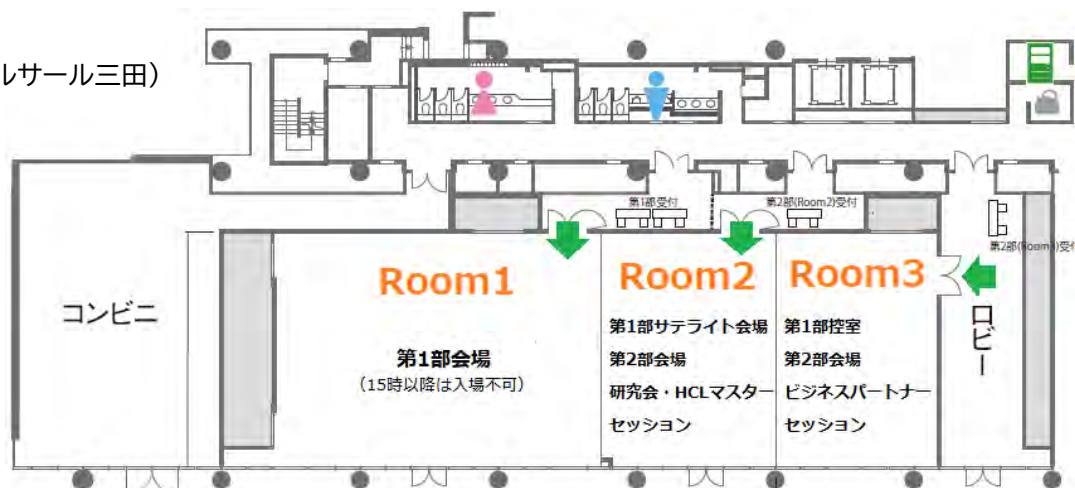 ルサール三田）
第1部受付
第2部(Room2)受付
第2部(Room3)受付
Room1
Room2
Room3
コンビニ
第1部会場
（15時以降は入場不可）
第1部サテライト会場
第2部会場
研究会・HCLマスター
セッション
第1部控室
第2部会場
ビジネスパートナー
セッション
ロビー